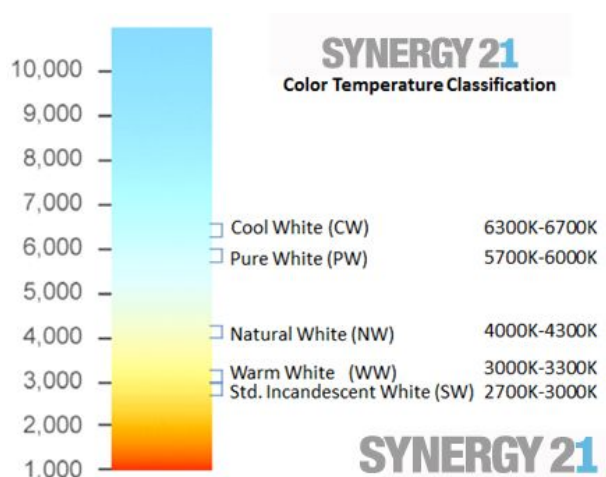 SYNERGY 21
Color Temperature Classification
10,000
9,000
8,000
7,000
6,000
5,000
4,000
3,000
2,000
1,000
Cool White (CW) 6300K-6700K
Pure White (PW) 5700K-6000K
Natural White (NW) 4000K-4300K
Warm White (WW) 3000K-3300K
Std. Incandescent White (SW) 2700K-3000K
SYNERGY 21